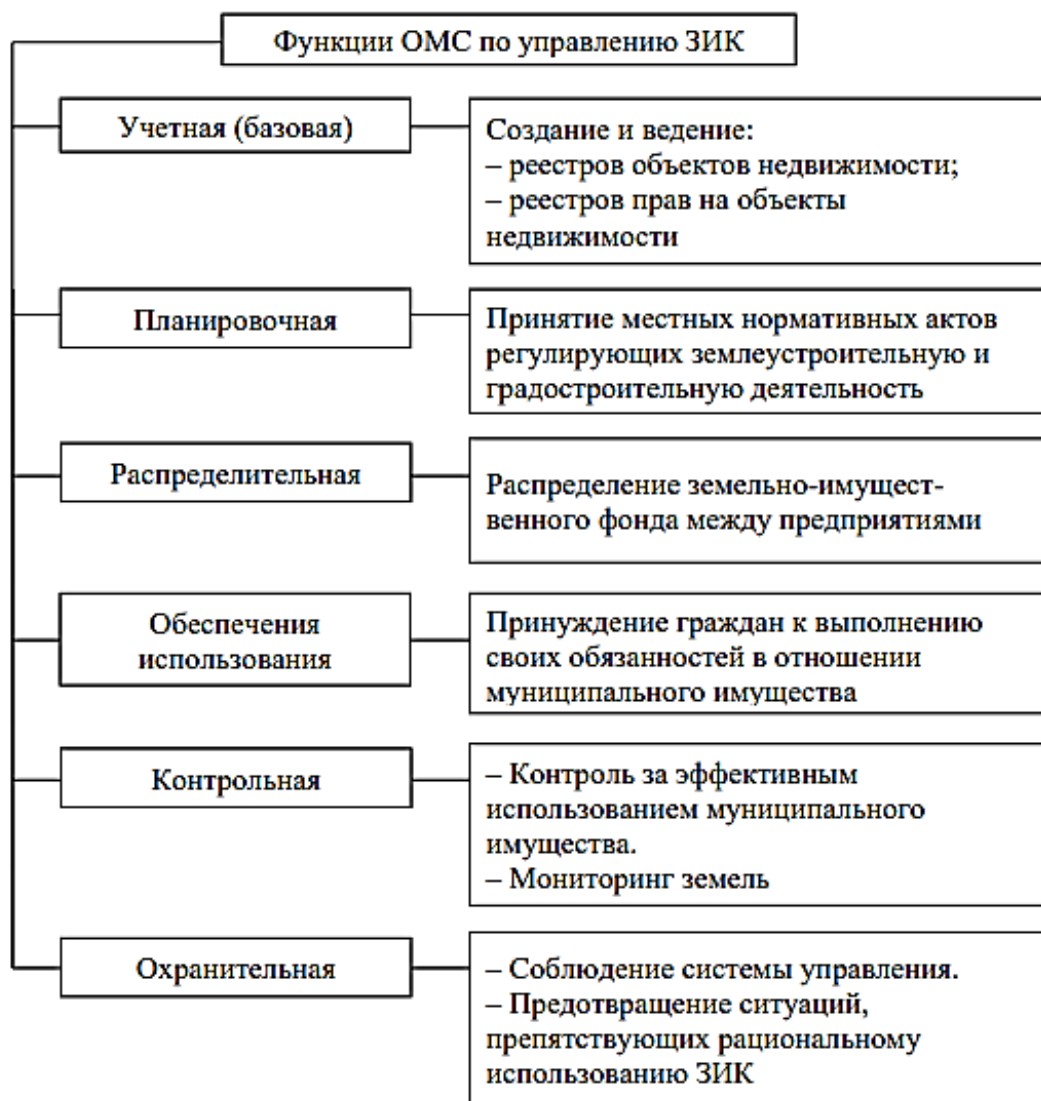 Функции ОМС по управлению ЗИК
Учетная (базовая)
Создание и ведение:
– реестров объектов недвижимости;
– реестров прав на объекты
недвижимости
Планировочная
Принятие местных нормативных актов
регулирующих землеустроительную и
градостроительную деятельность
Распределительная
Распределение земельно-имущест-
венного фонда между предприятиями
Обеспечения
использования
Принуждение граждан к выполнению
своих обязанностей в отношении
муниципального имущества
Контрольная
– Контроль за эффективным
использованием муниципального
имущества.
– Мониторинг земель
Охранительная
– Соблюдение системы управления.
– Предотвращение ситуаций,
препятствующих рациональному
использованию ЗИК